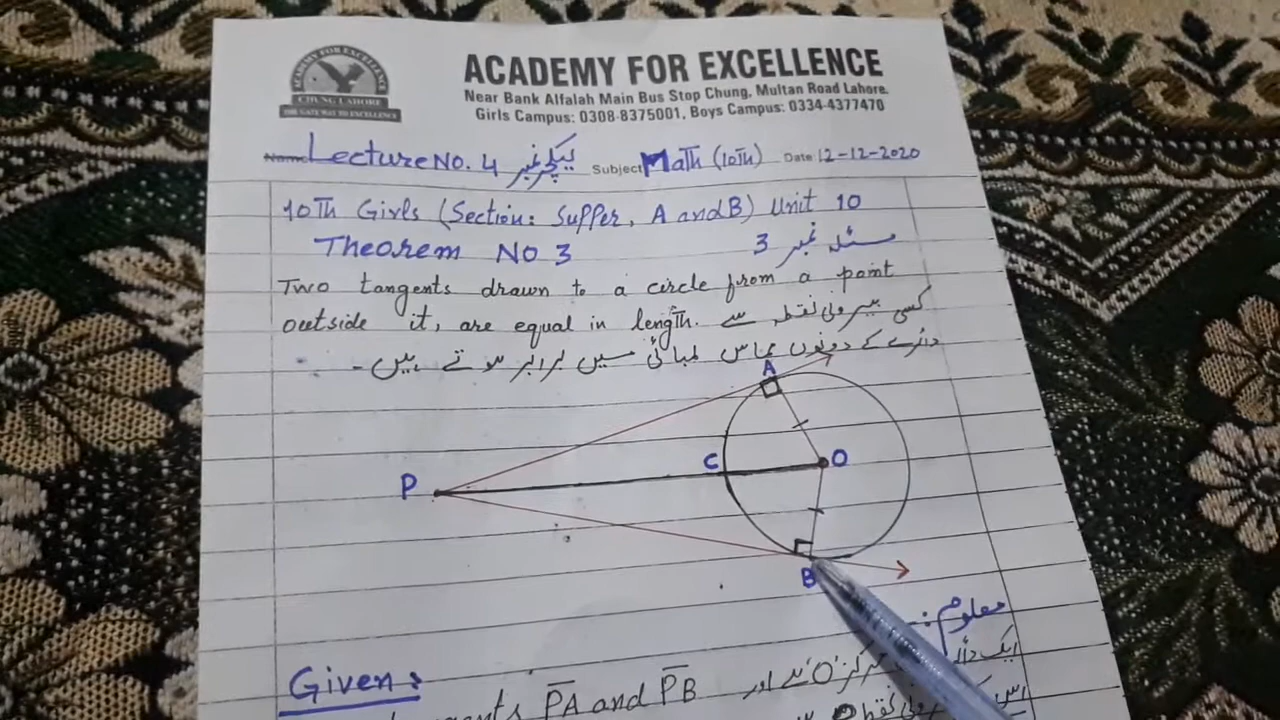 ACADEMY FOR EXCELLENCE
CHUNG LAHORE
THE GATEWAY TO EXCELLENCE
ACADEMY FOR EXCELLENCE
Near Bank Alfalah Main Bus Stop Chung, Multan Road Lahore.
Girls Campus: 0308-8375001, Boys Campus: 0334-4377470
Name Lecture No. 4 لیکچر نمبر Subject Math (10Th) Date 12-12-2020
10Th Girls (Section: Supper, A and B) Unit 10
Theorem No 3 مسئلہ نمبر 3
Two tangents drawn to a circle from a point
outside it, are equal in length. کسی بیرونی نقطہ سے
دائرے کے دونوں مماس لمبائی میں برابر ہوتے ہیں۔
A
C
O
P
B
معلوم:
Given:
PA and PB